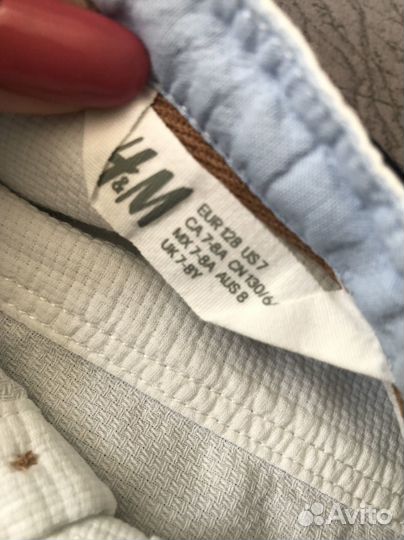 H&M
EUR 128 US 7
CA 7-8A CN 130/6
MX 7-8A AUS 8
UK 7-8Y
Avito